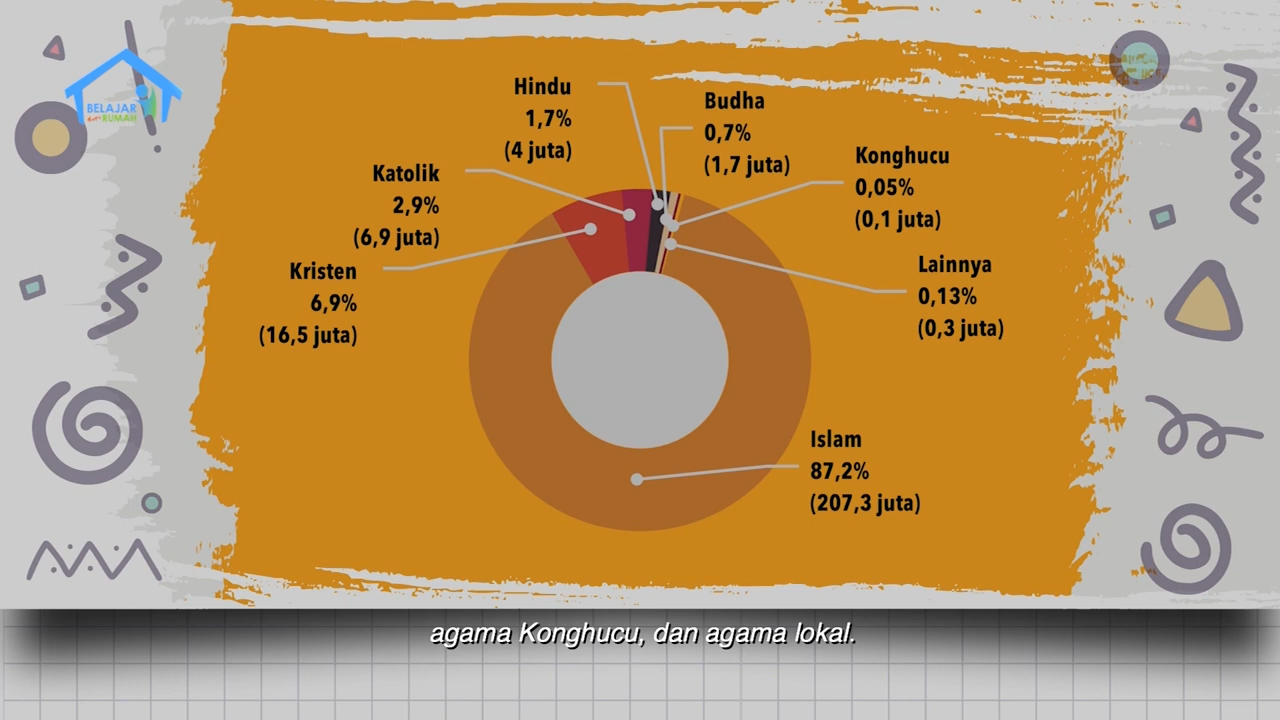 BELAJAR
dari RUMAH
Hindu
1,7%
(4 juta)
Budha
0,7%
(1,7 juta)
Konghucu
0,05%
(0,1 juta)
Katolik
2,9%
(6,9 juta)
Kristen
6,9%
(16,5 juta)
Lainnya
0,13%
(0,3 juta)
Islam
87,2%
(207,3 juta)
agama Konghucu, dan agama lokal.